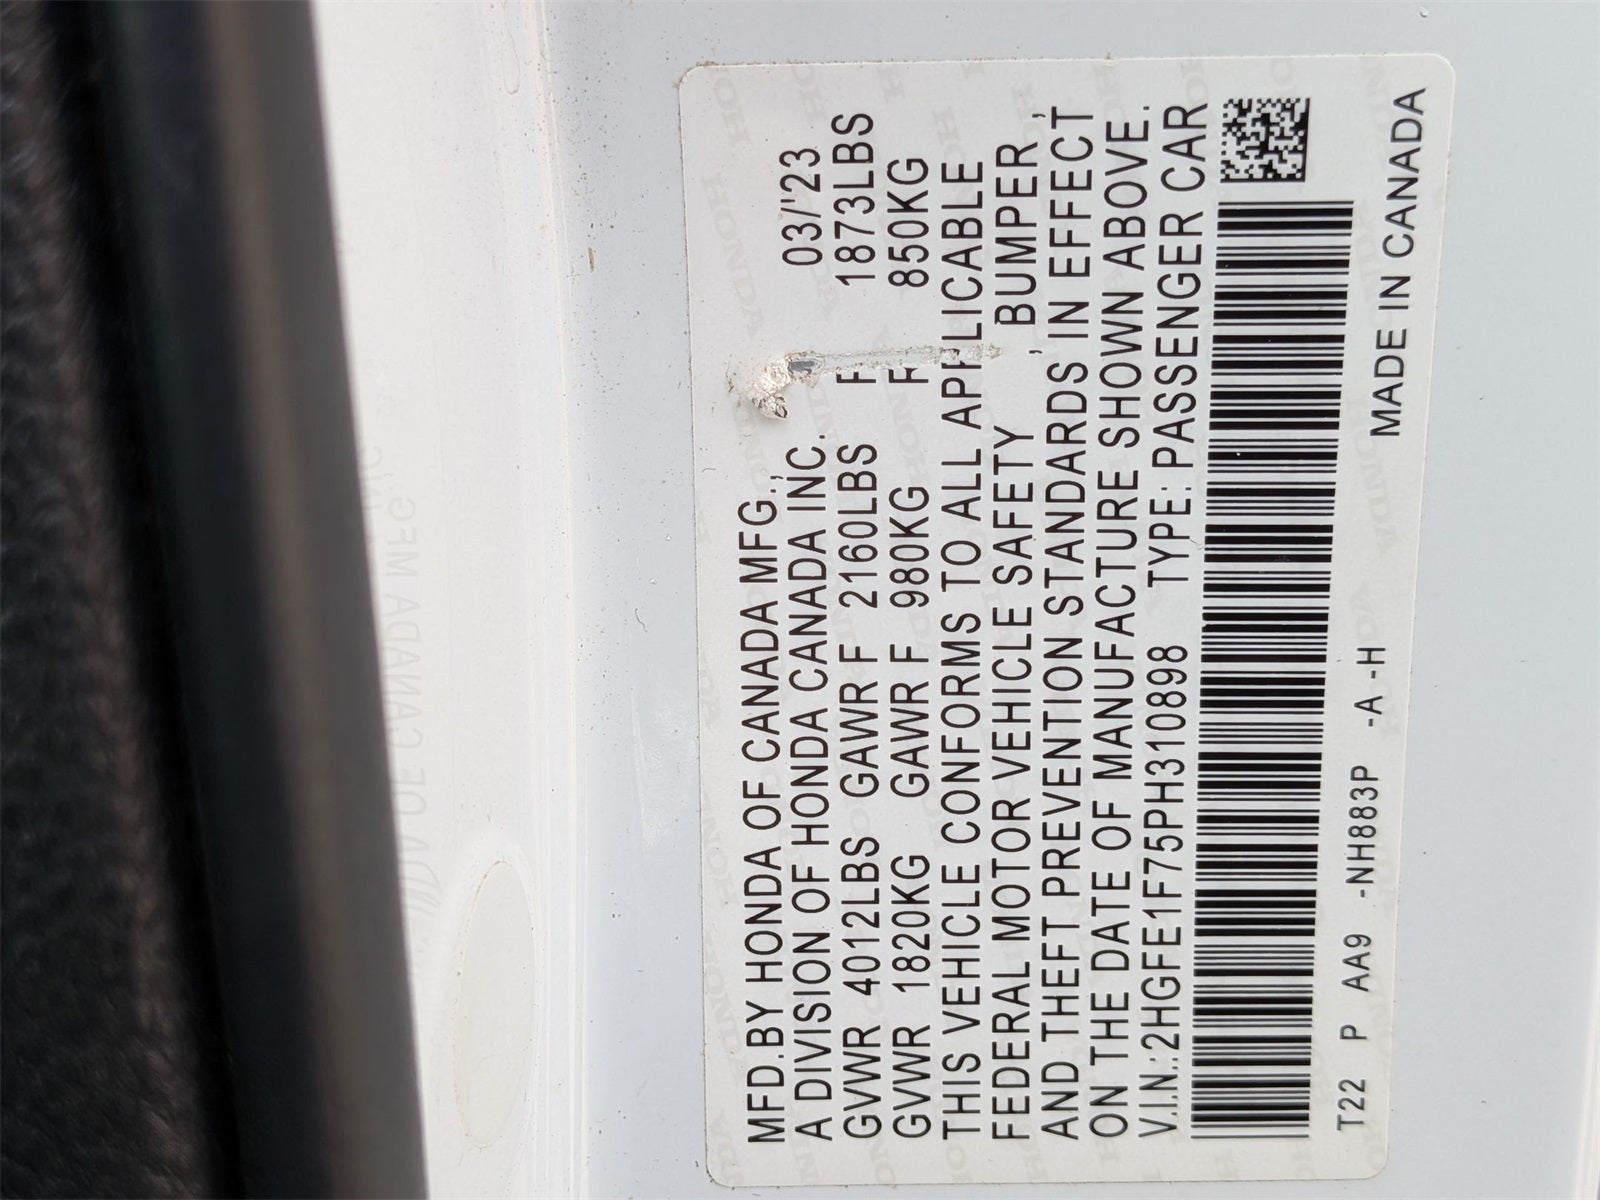 MFD.BY HONDA OF CANADA MFG.,
A DIVISION OF HONDA CANADA INC. 03/'23
GVWR 4012LBS GAWR F 2160LBS R 1873LBS
GVWR 1820KG GAWR F 980KG R 850KG
THIS VEHICLE CONFORMS TO ALL APPLICABLE
FEDERAL MOTOR VEHICLE SAFETY , BUMPER ,
AND THEFT PREVENTION STANDARDS IN EFFECT
ON THE DATE OF MANUFACTURE SHOWN ABOVE.
V.I.N.:2HGFE1F75PH310898 TYPE: PASSENGER CAR
T22 P AA9 -NH883P -A -H
MADE IN CANADA